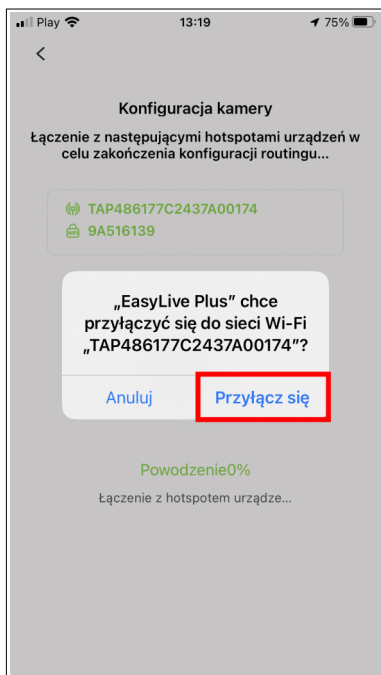 Play 13:19 75%
Konfiguracja kamery
Łączenie z następującymi hotspotami urządzeń w
celu zakończenia konfiguracji routingu...
TAP486177C2437A00174
9A516139
„EasyLive Plus” chce
przyłączyć się do sieci Wi-Fi
„TAP486177C2437A00174”?
Anuluj Przyłącz się
Powodzenie0%
Łączenie z hotspotem urządze...